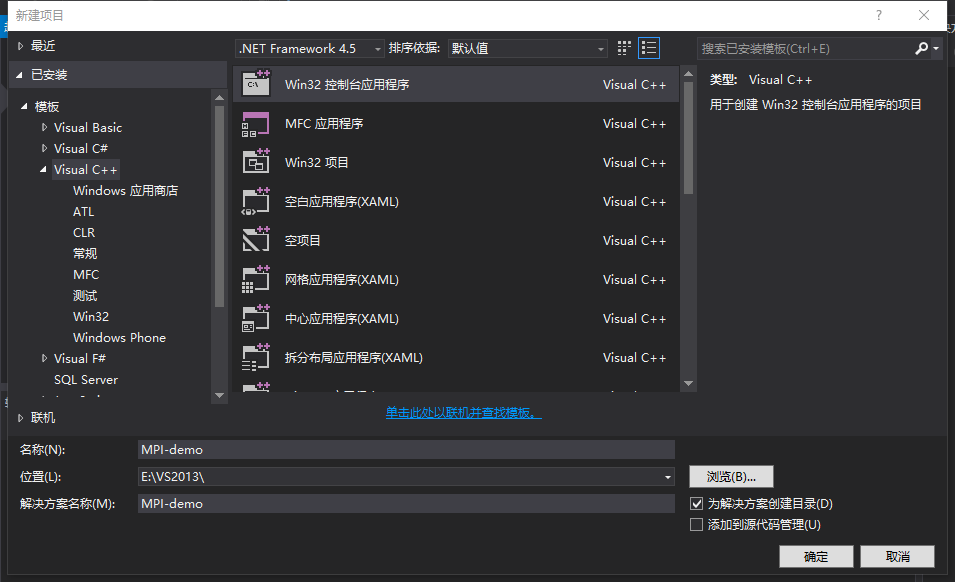 新建项目
?
最近
.NET Framework 4.5 排序依据: 默认值
搜索已安装模板(Ctrl+E)
已安装
模板
Visual Basic
Visual C#
Visual C++
Windows 应用商店
ATL
CLR
常规
MFC
测试
Win32
Windows Phone
Visual F#
SQL Server
联机
Win32 控制台应用程序 Visual C++
MFC 应用程序 Visual C++
Win32 项目 Visual C++
空白应用程序(XAML) Visual C++
空项目 Visual C++
网格应用程序(XAML) Visual C++
中心应用程序(XAML) Visual C++
拆分布局应用程序(XAML) Visual C++
类型: Visual C++
用于创建 Win32 控制台应用程序的项目
单击此处以联机并查找模板。
名称(N): MPI-demo
位置(L): E:\VS2013\ 浏览(B)...
解决方案名称(M): MPI-demo
为解决方案创建目录(D)
添加到源代码管理(U)
确定 取消